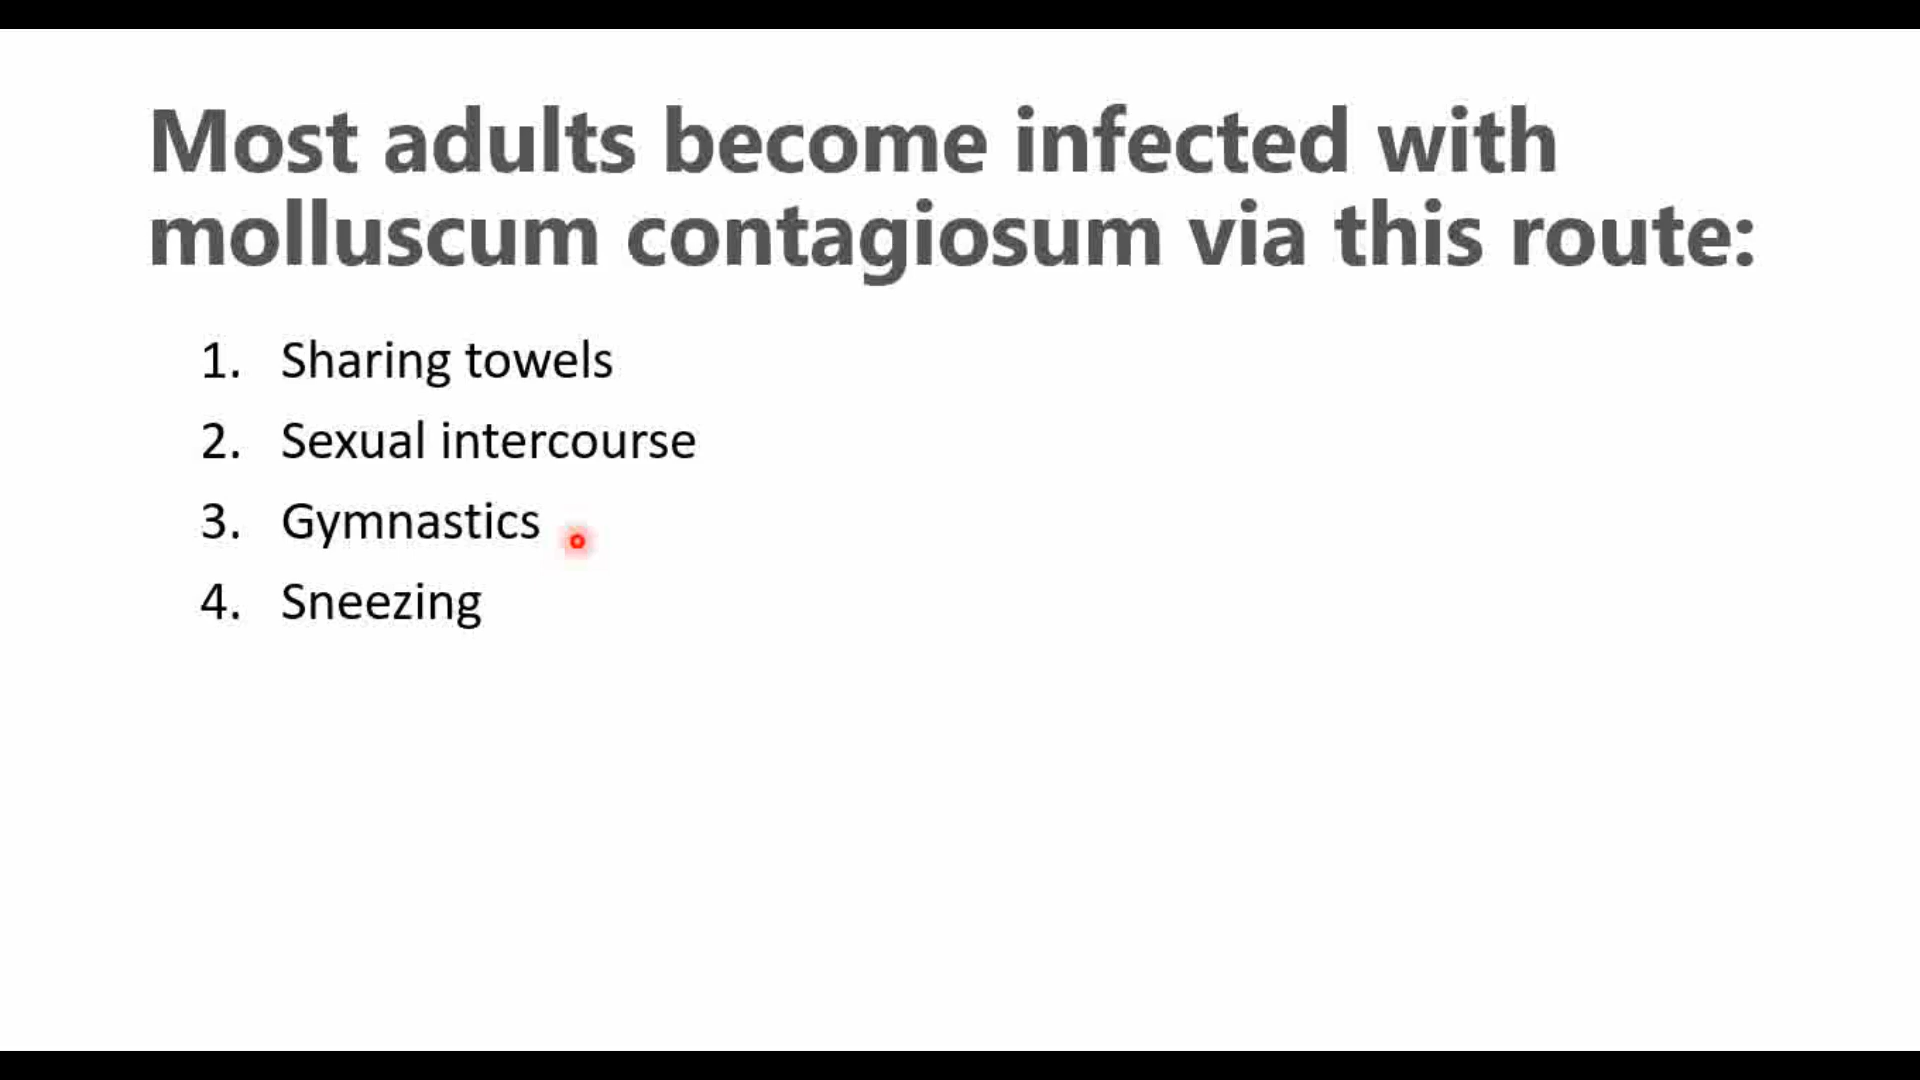 Most adults become infected with
molluscum contagiosum via this route:
1. Sharing towels
2. Sexual intercourse
3. Gymnastics
4. Sneezing